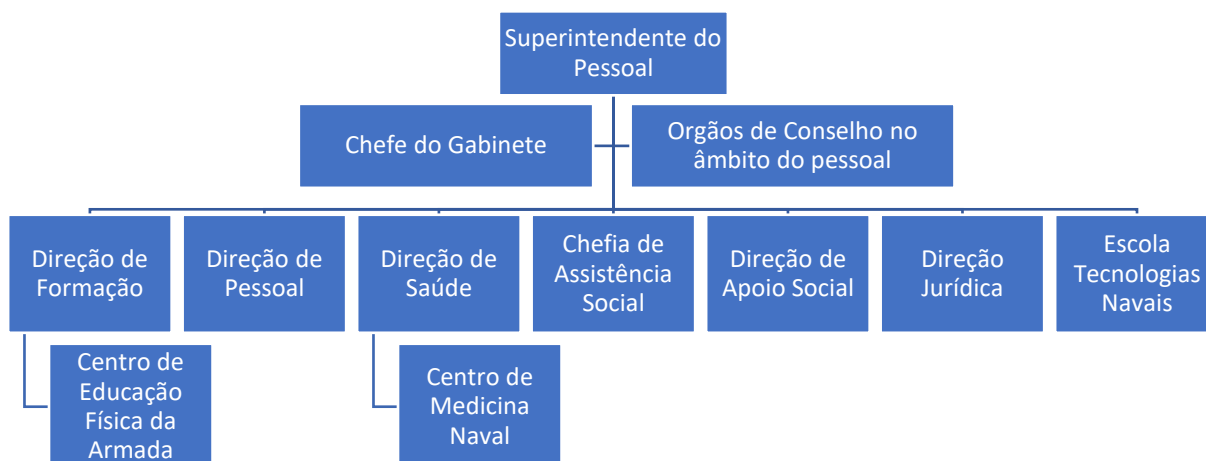 Superintendente do
Pessoal
Chefe do Gabinete
Orgãos de Conselho no
âmbito do pessoal
Direção de
Formação
Direção de
Pessoal
Direção de
Saúde
Chefia de
Assistência
Social
Direção de
Apoio Social
Direção
Jurídica
Escola
Tecnologias
Navais
Centro de
Educação
Física da
Armada
Centro de
Medicina
Naval